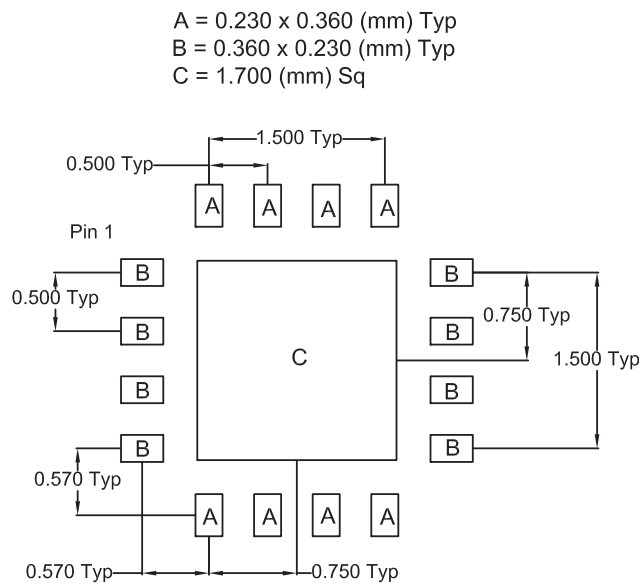 A = 0.230 x 0.360 (mm) Typ
B = 0.360 x 0.230 (mm) Typ
C = 1.700 (mm) Sq
1.500 Typ
0.500 Typ
A A A A
Pin 1
B B
0.500 Typ
0.750 Typ
B B
C
1.500 Typ
B B
B B
0.570 Typ
A A A A
0.570 Typ
0.750 Typ